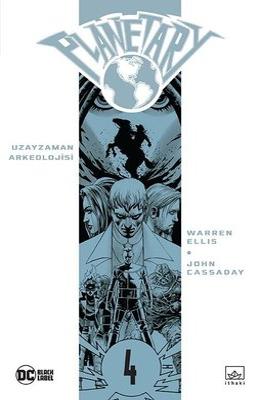 PLANETARY
UZAYZAMAN
ARKEOLOJİSİ
WARREN
ELLIS
•
JOHN
CASSADAY
4
DC
BLACK
LABEL
ithaki